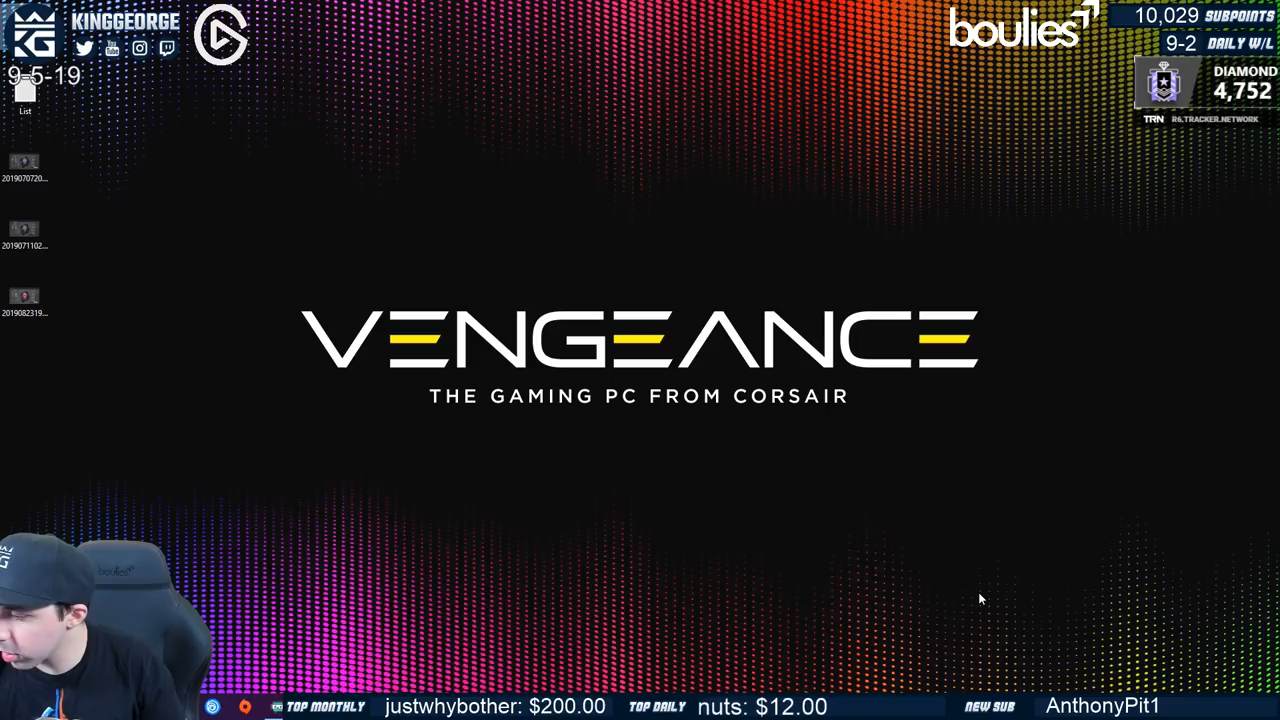 KINGGEORGE
KG
9-5-19
List
2019070720...
2019071102...
2019082319...
boulies
10,029 SUBPOINTS
9-2 DAILY W/L
DIAMOND
4,752
TRN R6.TRACKER.NETWORK
VENGEANCE
THE GAMING PC FROM CORSAIR
boulies
TOP MONTHLY justwhybother: $200.00 TOP DAILY nuts: $12.00 NEW SUB AnthonyPit1